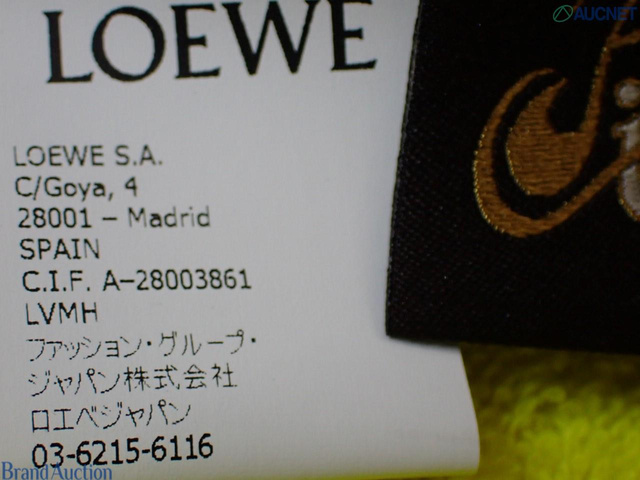 AUCNET
LOEWE
LOEWE S.A.
C/Goya, 4
28001 – Madrid
SPAIN
C.I.F. A-28003861
LVMH
ファッション・グループ・
ジャパン株式会社
ロエベジャパン
03-6215-6116
Brand Auction